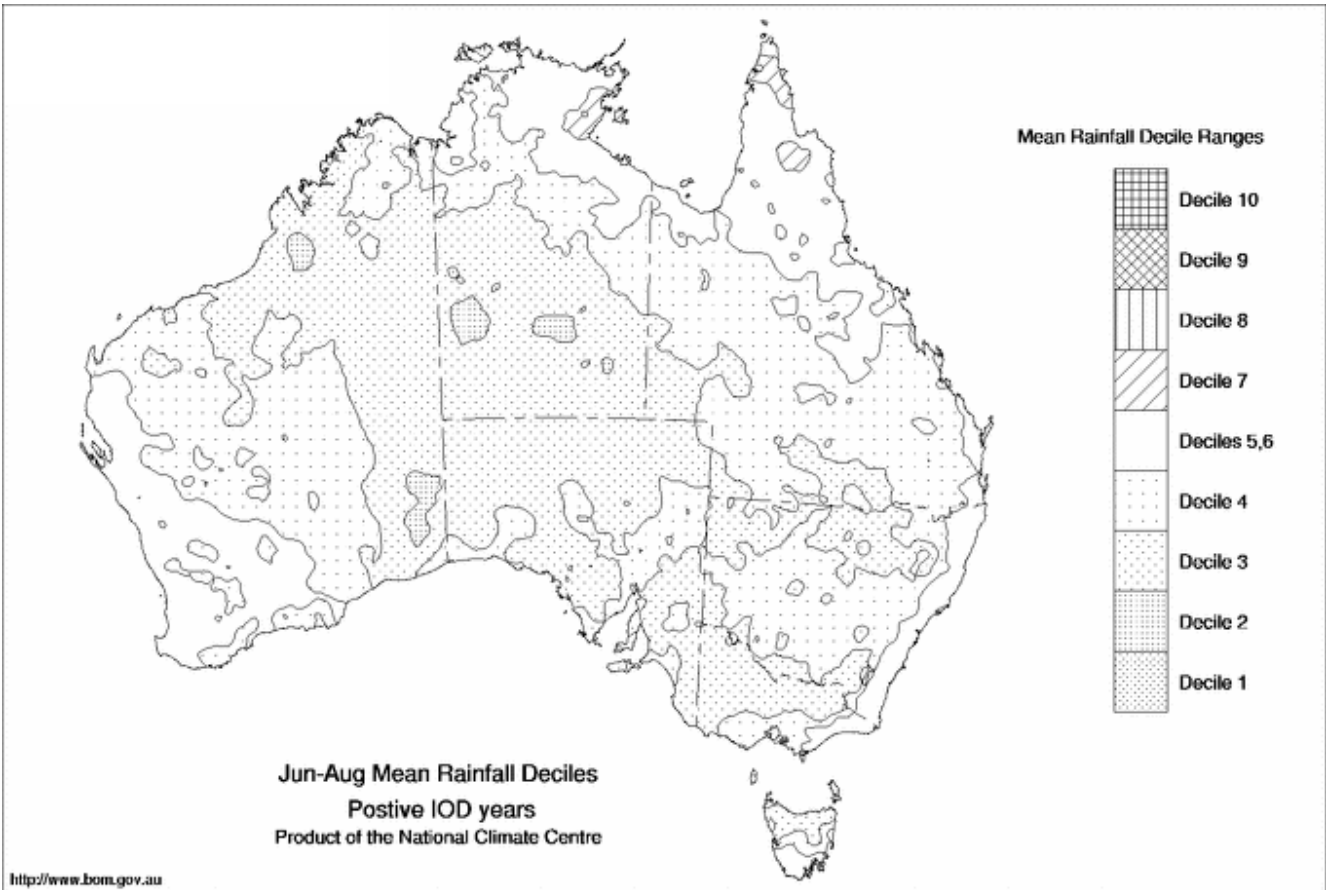 Mean Rainfall Decile Ranges
Decile 10
Decile 9
Decile 8
Decile 7
Deciles 5,6
Decile 4
Decile 3
Decile 2
Decile 1
Jun-Aug Mean Rainfall Deciles
Postive IOD years
Product of the National Climate Centre
http://www.bom.gov.au